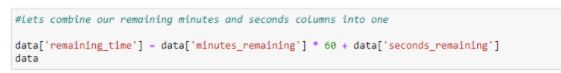 #lets combine our remaining minutes and seconds columns into one
data['remaining_time'] = data['minutes_remaining'] * 60 + data['seconds_remaining']
data